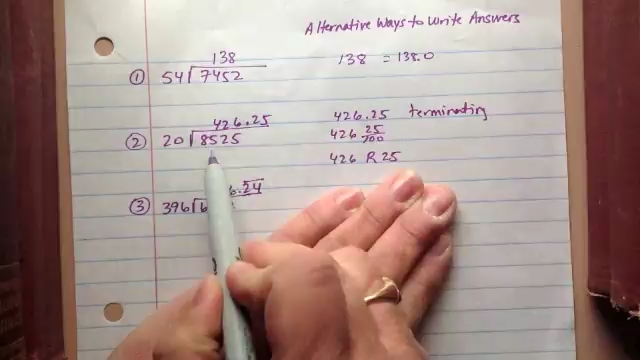 Alternative Ways to Write Answers
138
① 54 7452
138 = 138.0
426.25
② 20 8525
426.25 terminating
426 25/100
426 R 25
.24
③ 396